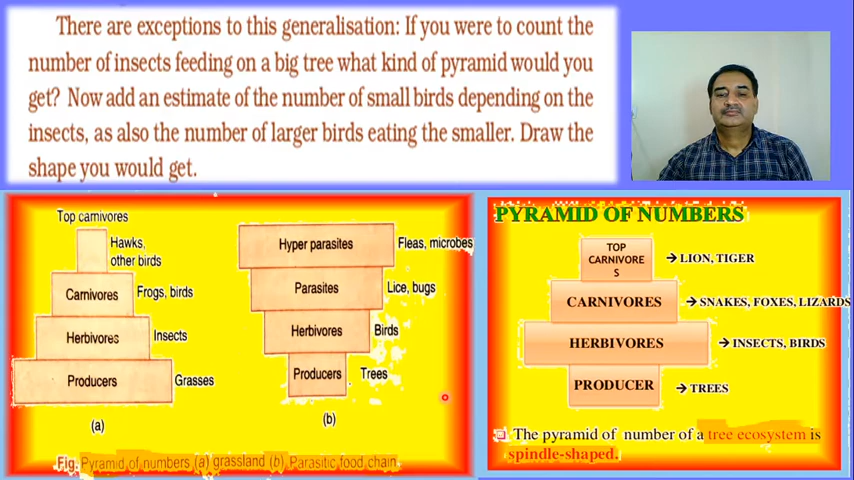 There are exceptions to this generalisation: If you were to count the
number of insects feeding on a big tree what kind of pyramid would you
get? Now add an estimate of the number of small birds depending on the
insects, as also the number of larger birds eating the smaller. Draw the
shape you would get.
Top carnivores
Hawks,
other birds
Carnivores
Frogs, birds
Herbivores
Insects
Producers
Grasses
(a)
Hyper parasites
Fleas, microbes
Parasites
Lice, bugs
Herbivores
Birds
Producers
Trees
(b)
Fig. Pyramid of numbers (a) grassland (b) Parasitic food chain.
PYRAMID OF NUMBERS
TOP
CARNIVORE
S
→ LION, TIGER
CARNIVORES
→ SNAKES, FOXES, LIZARDS
HERBIVORES
→ INSECTS, BIRDS
PRODUCER
→ TREES
The pyramid of number of a tree ecosystem is
spindle-shaped.